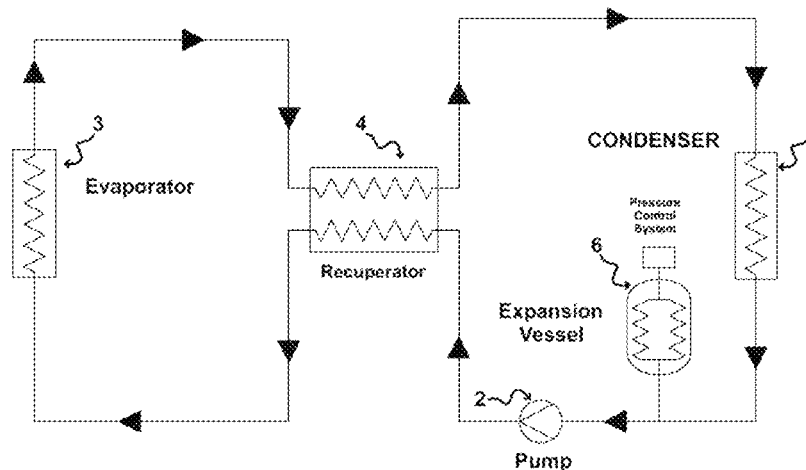 3
Evaporator
4
Recuperator
CONDENSER
Pressure
Control
System
6
Expansion
Vessel
2
Pump